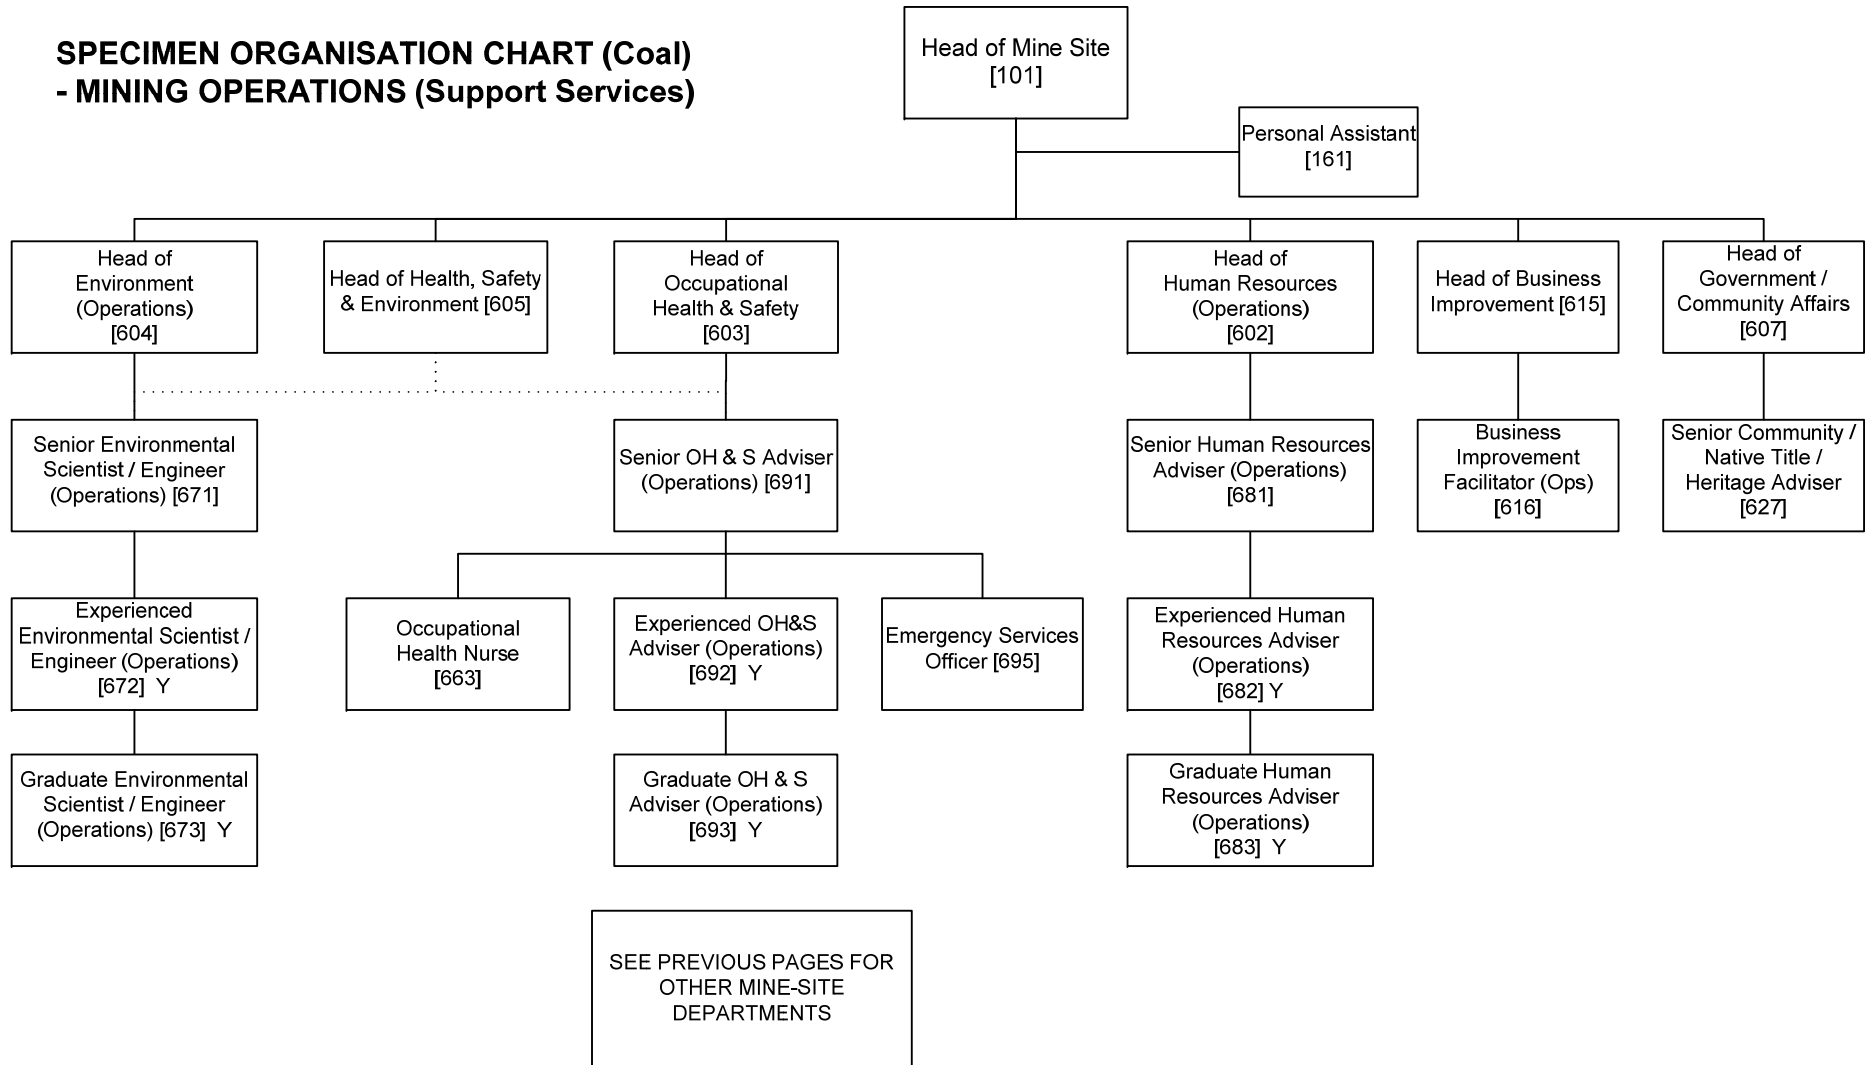 SPECIMEN ORGANISATION CHART (Coal)
- MINING OPERATIONS (Support Services)
Head of Mine Site
[101]
Personal Assistant
[161]
Head of
Environment
(Operations)
[604]
Head of Health, Safety
& Environment [605]
Head of
Occupational
Health & Safety
[603]
Head of
Human Resources
(Operations)
[602]
Head of Business
Improvement [615]
Head of
Government /
Community Affairs
[607]
Senior Environmental
Scientist / Engineer
(Operations) [671]
Senior OH & S Adviser
(Operations) [691]
Senior Human Resources
Adviser (Operations)
[681]
Business
Improvement
Facilitator (Ops)
[616]
Senior Community /
Native Title /
Heritage Adviser
[627]
Experienced
Environmental Scientist /
Engineer (Operations)
[672] Y
Occupational
Health Nurse
[663]
Experienced OH&S
Adviser (Operations)
[692] Y
Emergency Services
Officer [695]
Experienced Human
Resources Adviser
(Operations)
[682] Y
Graduate Environmental
Scientist / Engineer
(Operations) [673] Y
Graduate OH & S
Adviser (Operations)
[693] Y
Graduate Human
Resources Adviser
(Operations)
[683] Y
SEE PREVIOUS PAGES FOR
OTHER MINE-SITE
DEPARTMENTS